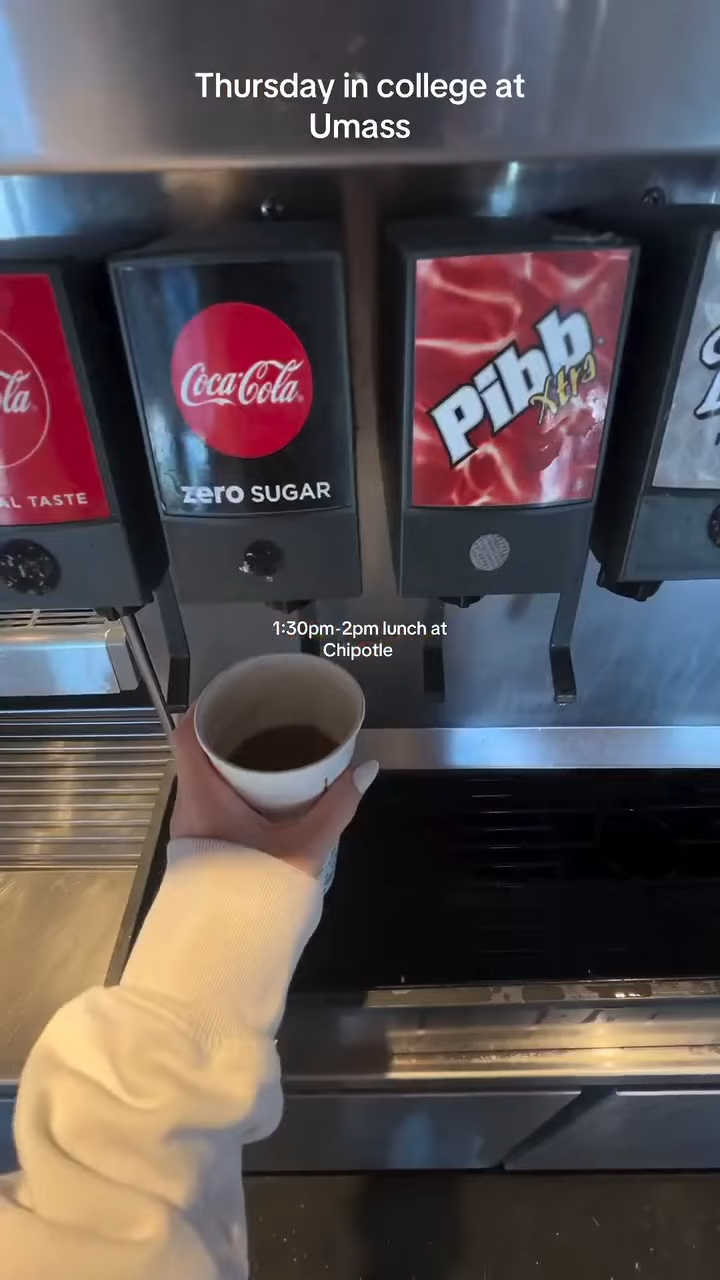 Thursday in college at
Umass
Coca-Cola
zero SUGAR
Pibb
Xtra
AL TASTE
1:30pm-2pm lunch at
Chipotle